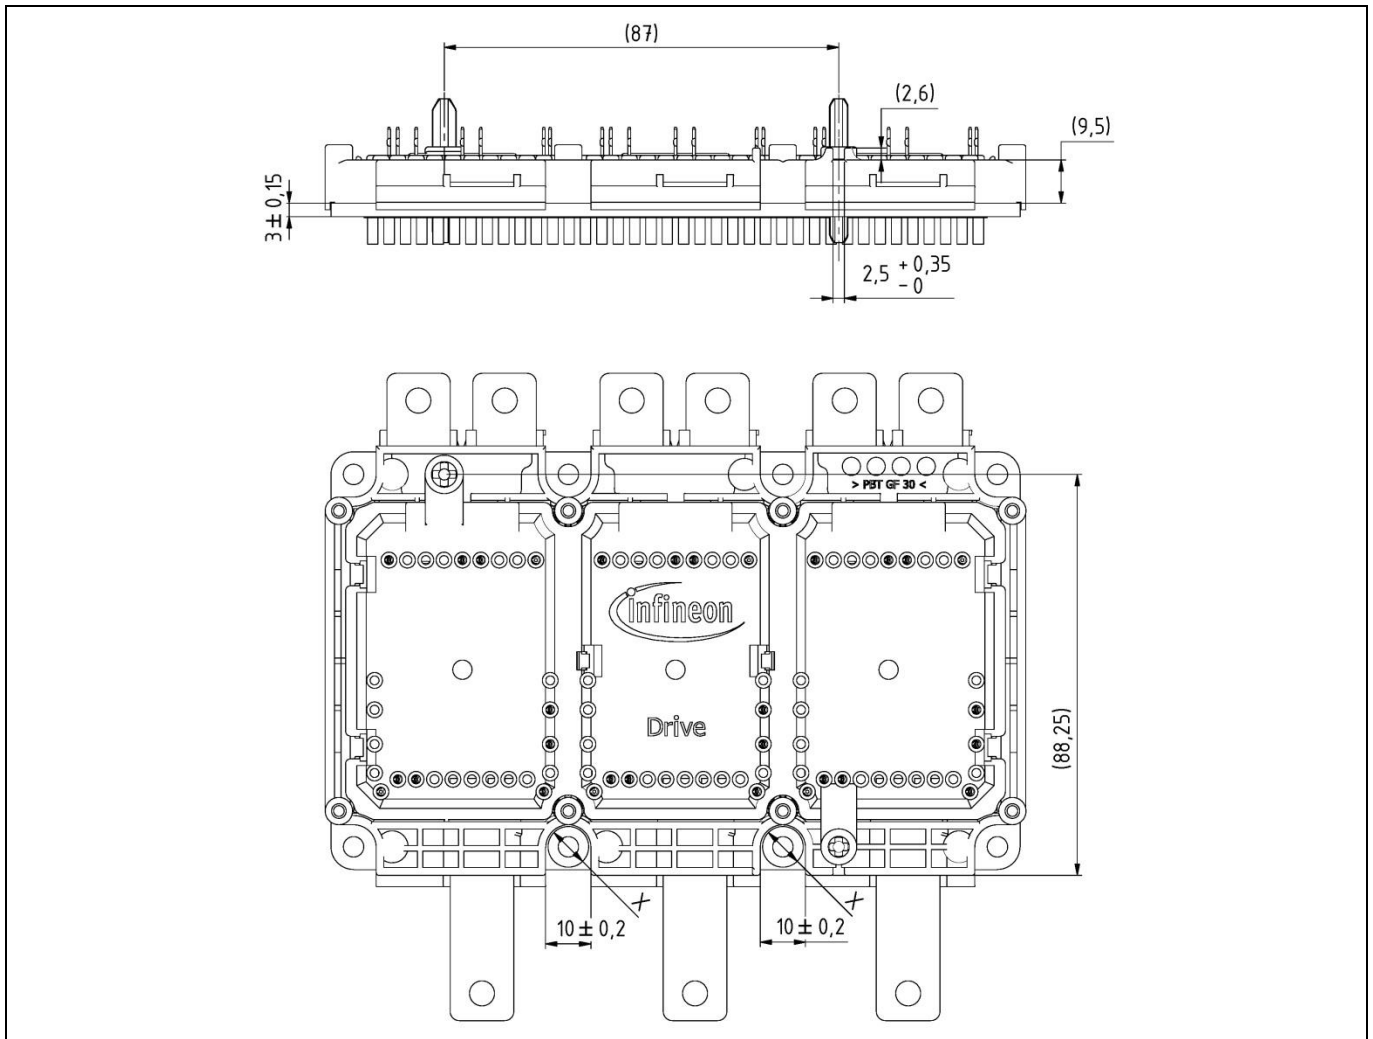 (87)
(2,6)
(9,5)
3 ± 0,15
2,5 + 0,35
- 0
> PBT GF 30 <
infineon
Drive
(88,25)
X
X
10 ± 0,2
10 ± 0,2